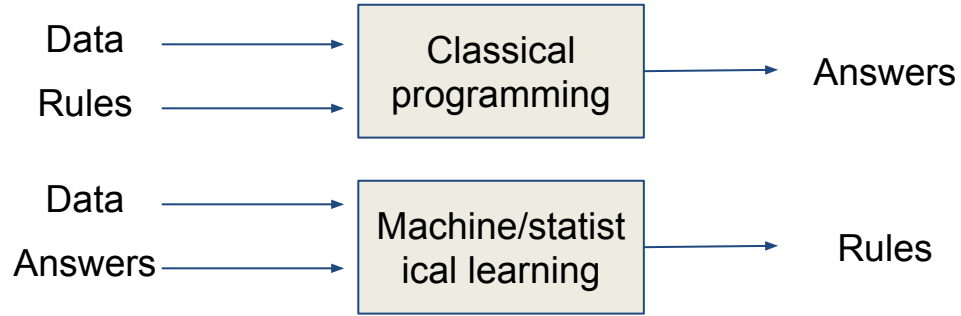 Data
Rules
Classical
programming
Answers
Data
Answers
Machine/statist
ical learning
Rules